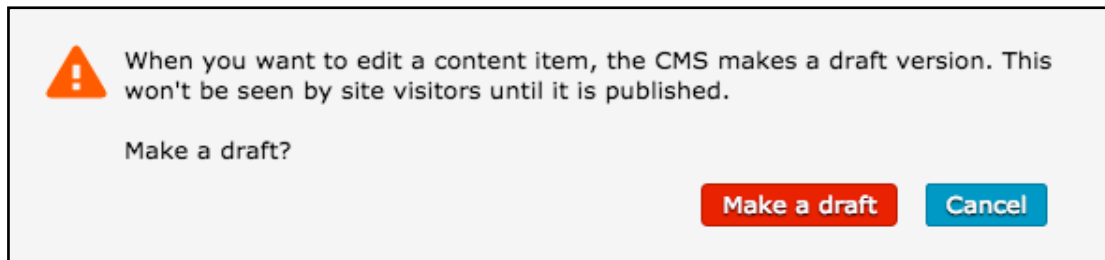 When you want to edit a content item, the CMS makes a draft version. This
won't be seen by site visitors until it is published.
Make a draft?
Make a draft
Cancel